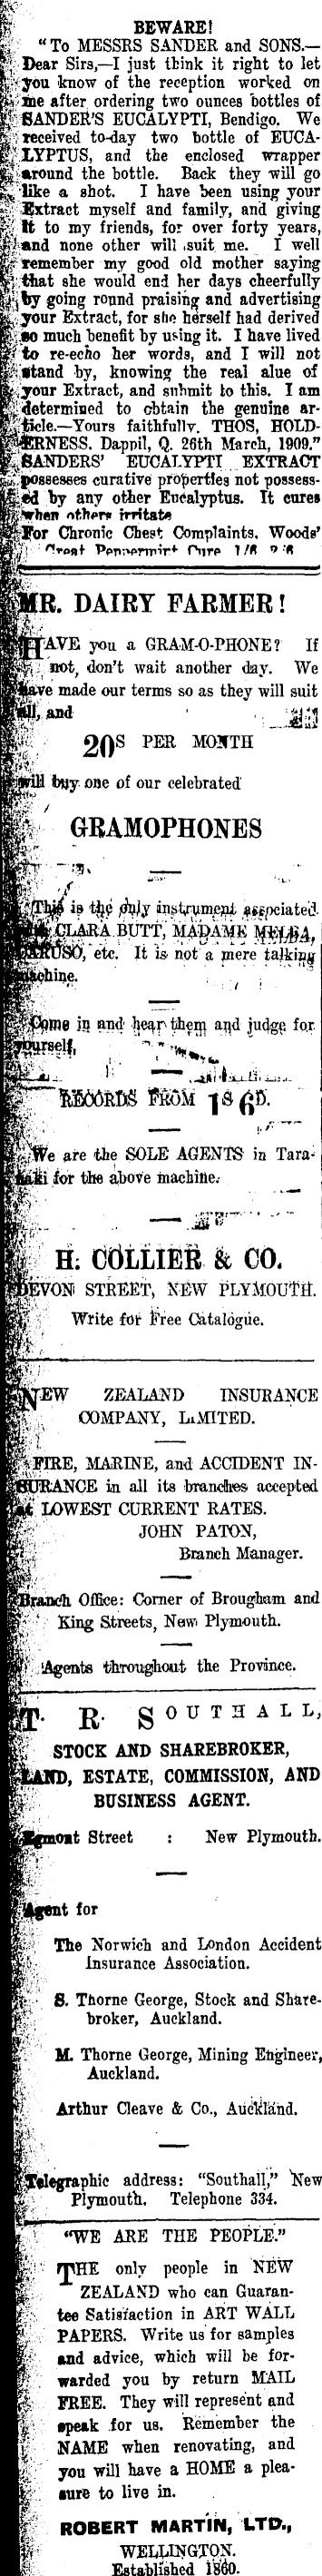 BEWARE!
"To MESSRS SANDER and SONS.—
Dear Sirs,—I just think it right to let
you know of the reception worked on
me after ordering two ounces bottles of
SANDER'S EUCALYPTI, Bendigo. We
received to-day two bottle of EUCA-
LYPTUS, and the enclosed wrapper
around the bottle. Back they will go
like a shot. I have been using your
Extract myself and family, and giving
it to my friends, for over forty years,
and none other will suit me. I well
remember my good old mother saying
that she would end her days cheerfully
by going round praising and advertising
your Extract, for she herself had derived
so much benefit by using it. I have lived
to re-echo her words, and I will not
stand by, knowing the real alue of
your Extract, and submit to this. I am
determined to obtain the genuine ar-
ticle.—Yours faithfully. THOS, HOLD-
ERNESS. Dappil, Q. 26th March, 1909."
SANDERS' EUCALYPTI EXTRACT
possesses curative properties not possess-
ed by any other Eucalyptus. It cures
when others irritate
For Chronic Chest Complaints, Woods'
Great Peppermint Cure 1/6 2/6
MR. DAIRY FARMER!
HAVE you a GRAM-O-PHONE? If
not, don't wait another day. We
have made our terms so as they will suit
all, and
20S PER MONTH
will buy one of our celebrated
GRAMOPHONES
This is the only instrument associated
CLARA BUTT, MADAME MELBA,
CARUSO, etc. It is not a mere talking
machine.
Come in and hear them and judge for
yourself,
RECORDS FROM 1S 6D.
We are the SOLE AGENTS in Tara-
naki for the above machine.
H. COLLIER & CO.
DEVON STREET, NEW PLYMOUTH.
Write for Free Catalogue.
NEW ZEALAND INSURANCE
COMPANY, LIMITED.
FIRE, MARINE, and ACCIDENT IN-
SURANCE in all its branches accepted
at LOWEST CURRENT RATES.
JOHN PATON,
Branch Manager.
Branch Office: Corner of Brougham and
King Streets, New Plymouth.
Agents throughout the Province.
T. R. SOUTHALL,
STOCK AND SHAREBROKER,
LAND, ESTATE, COMMISSION, AND
BUSINESS AGENT.
Egmont Street : New Plymouth.
Agent for
The Norwich and London Accident
Insurance Association.
S. Thorne George, Stock and Share-
broker, Auckland.
M. Thorne George, Mining Engineer,
Auckland.
Arthur Cleave & Co., Auckland.
Telegraphic address: "Southall," New
Plymouth. Telephone 334.
"WE ARE THE PEOPLE."
THE only people in NEW
ZEALAND who can Guaran-
tee Satisfaction in ART WALL
PAPERS. Write us for samples
and advice, which will be for-
warded you by return MAIL
FREE. They will represent and
speak for us. Remember the
NAME when renovating, and
you will have a HOME a plea-
sure to live in.
ROBERT MARTIN, LTD.,
WELLINGTON.
Established 1860.